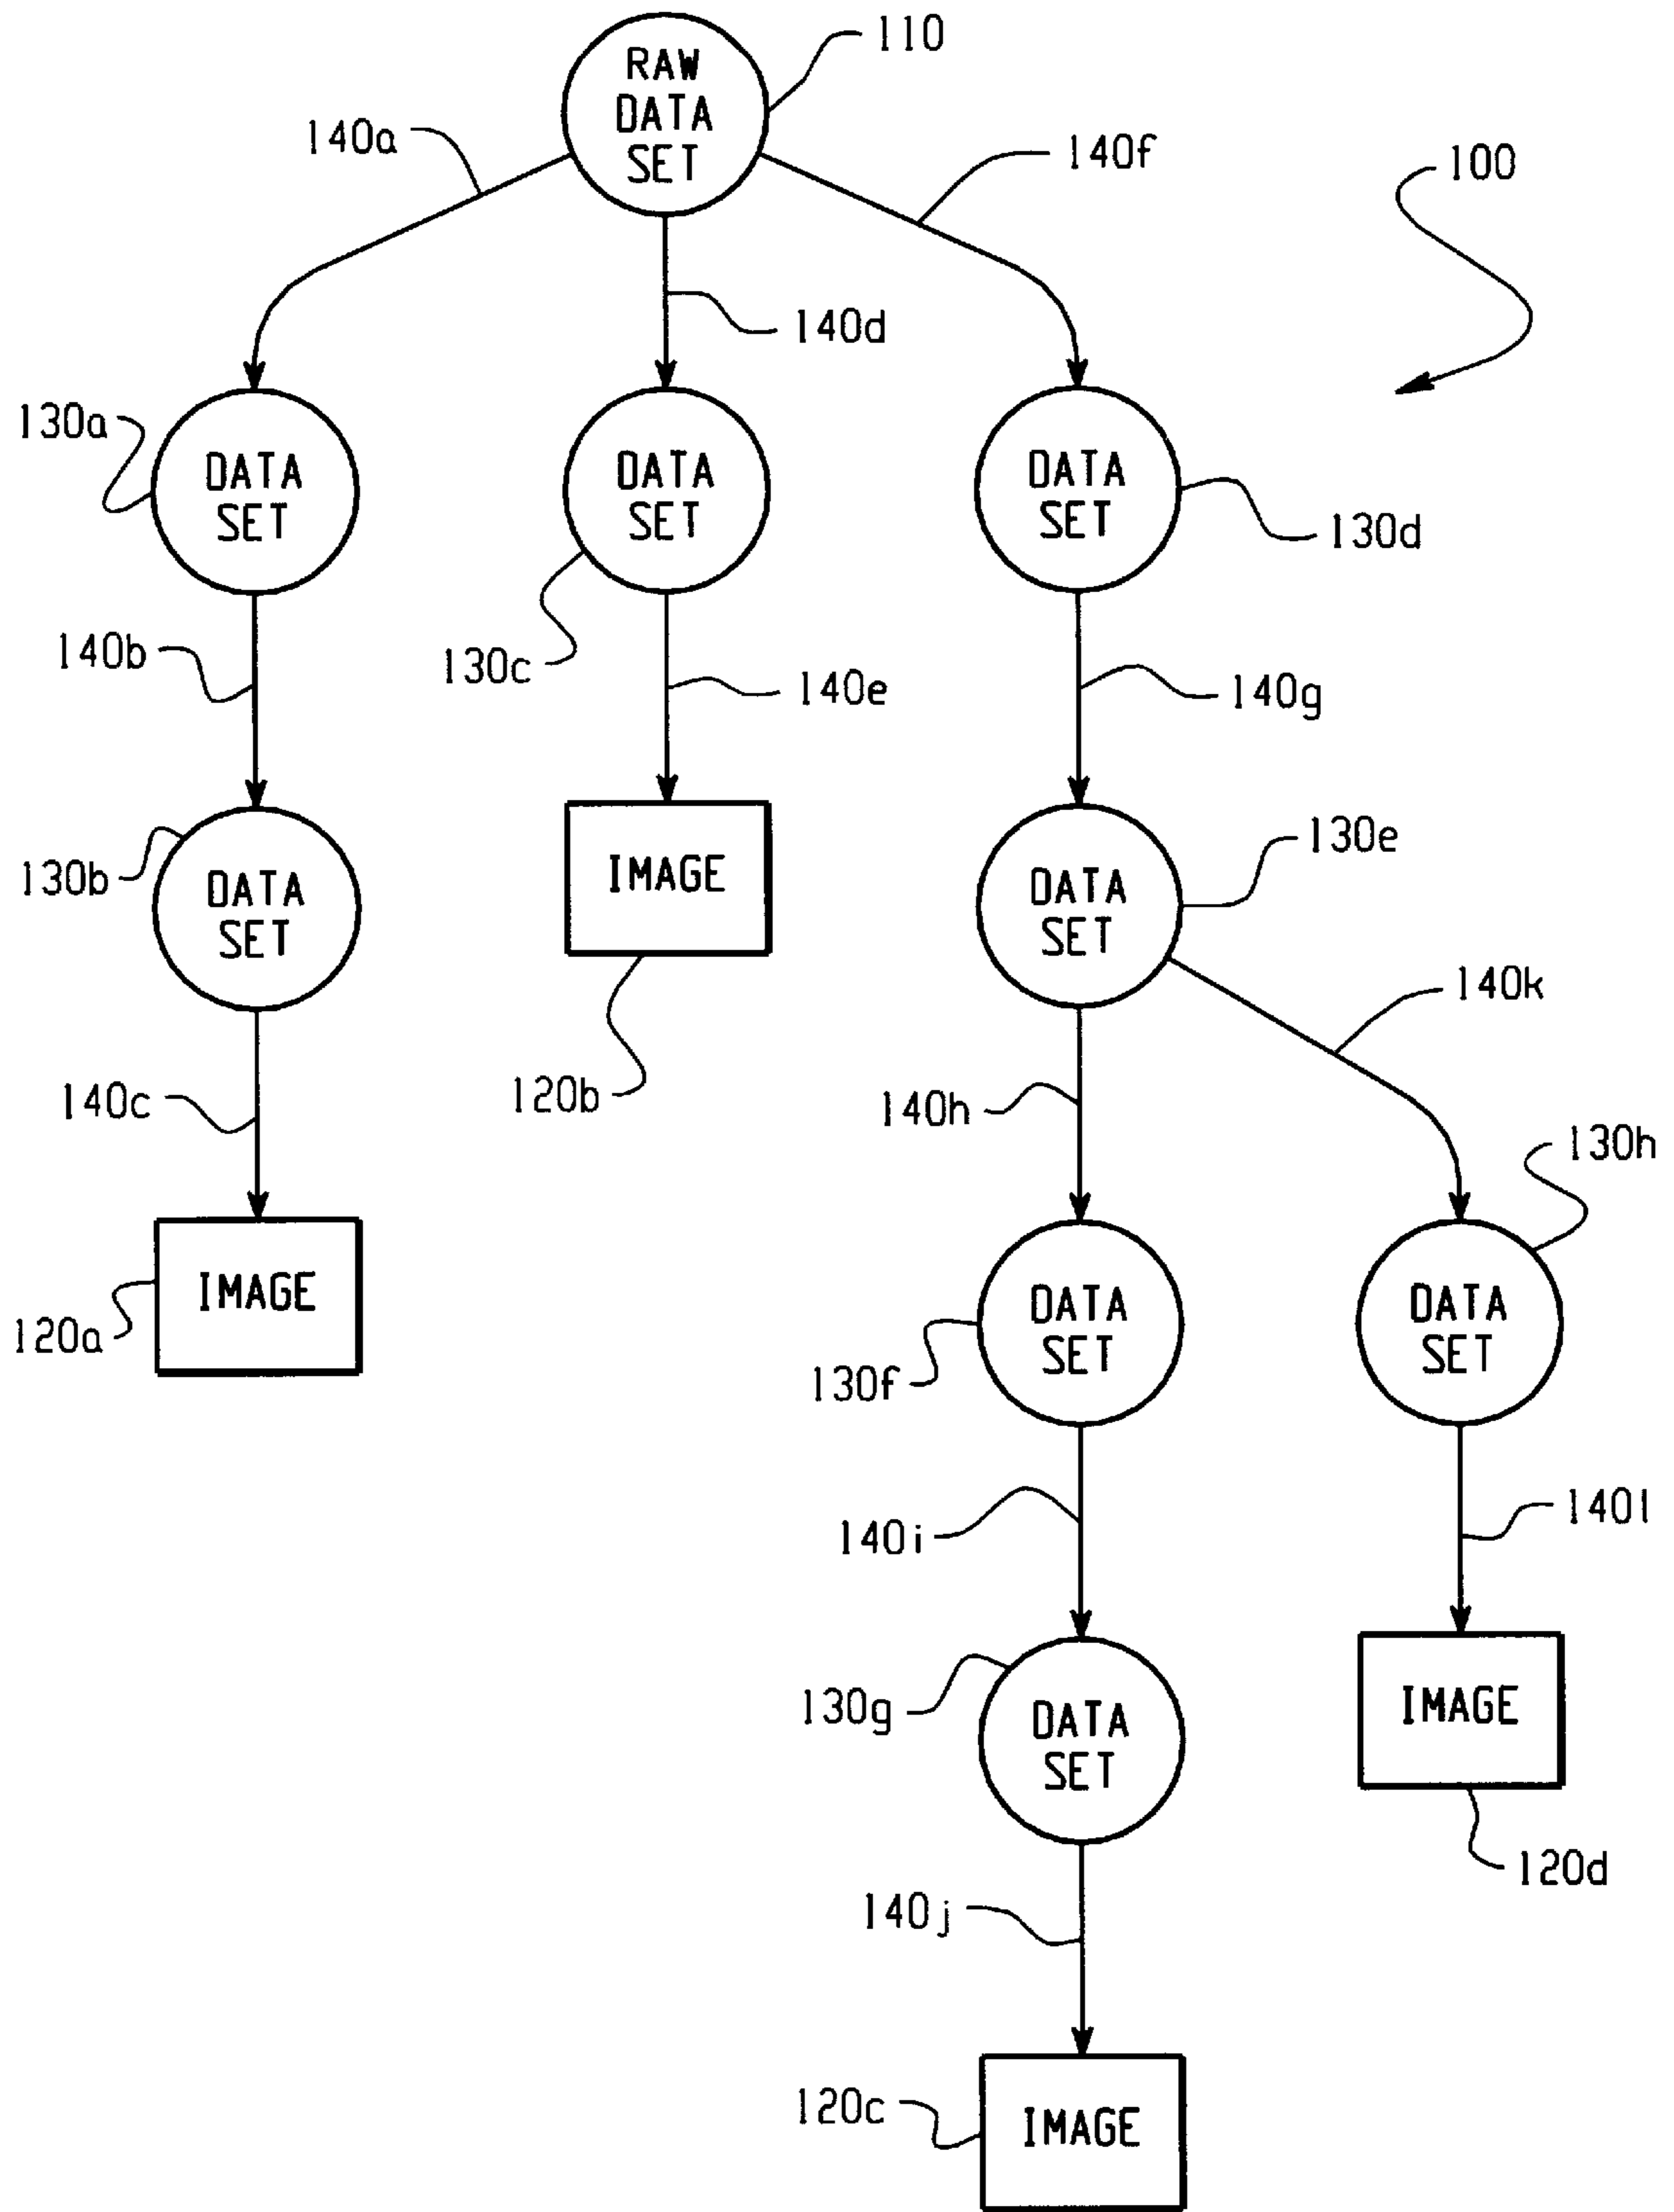 RAW
DATA
SET
110
140a
140f
100
140d
130a
DATA
SET
DATA
SET
DATA
SET
130d
140b
130c
140e
140g
130b
DATA
SET
IMAGE
DATA
SET
130e
140k
140c
120b
140h
130h
120a
IMAGE
DATA
SET
DATA
SET
130f
140i
140l
130g
DATA
SET
IMAGE
120d
140j
120c
IMAGE